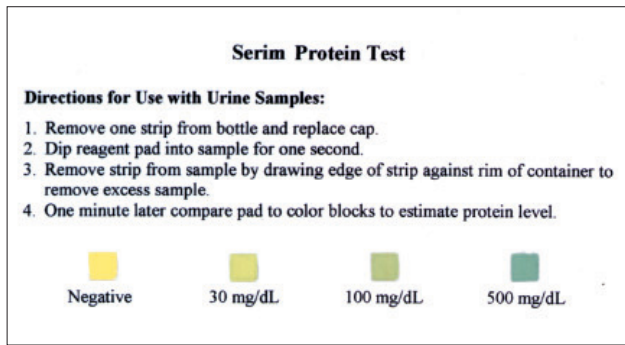 Serim Protein Test
Directions for Use with Urine Samples:
1. Remove one strip from bottle and replace cap.
2. Dip reagent pad into sample for one second.
3. Remove strip from sample by drawing edge of strip against rim of container to
remove excess sample.
4. One minute later compare pad to color blocks to estimate protein level.
Negative 30 mg/dL 100 mg/dL 500 mg/dL